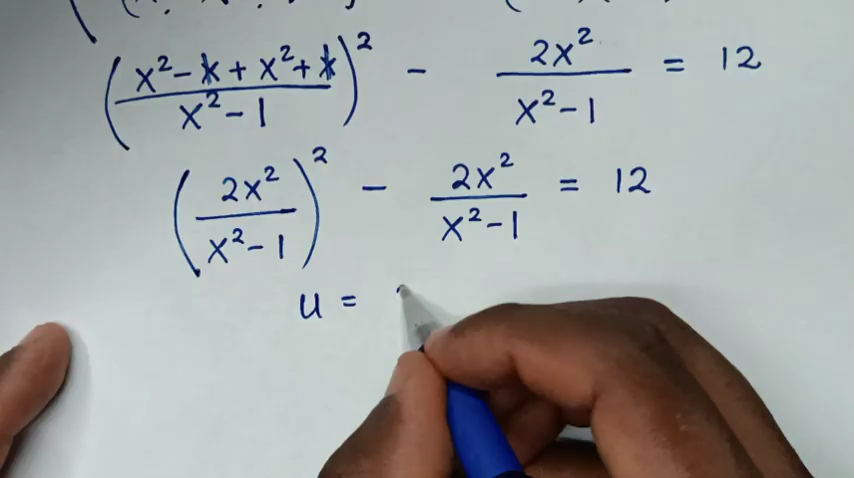 (x² - x + x² + x / x² - 1)² - 2x² / x² - 1 = 12
(2x² / x² - 1)² - 2x² / x² - 1 = 12
u =